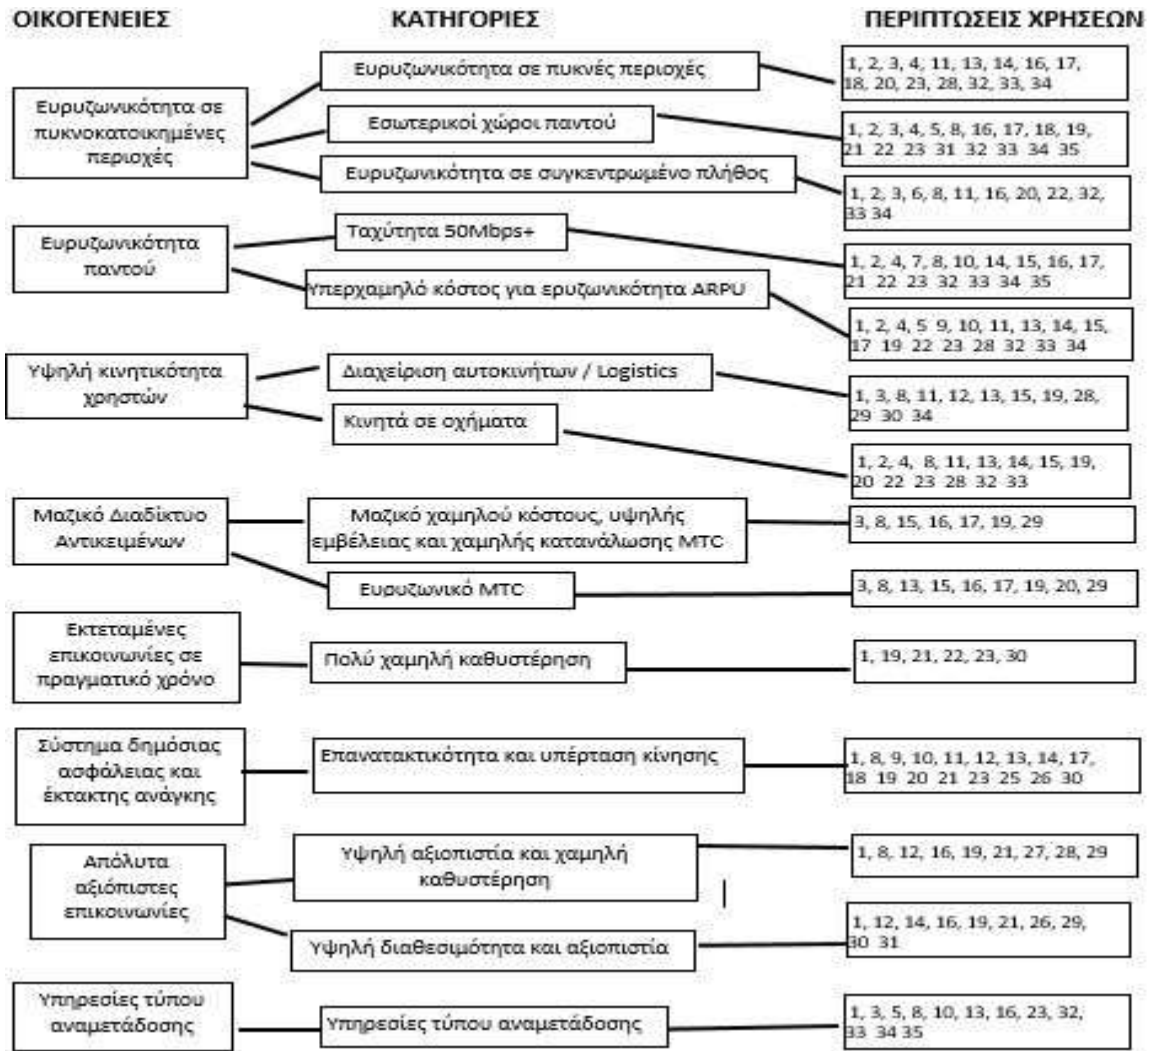 ΟΙΚΟΓΕΝΕΙΕΣ
ΚΑΤΗΓΟΡΙΕΣ
ΠΕΡΙΠΤΩΣΕΙΣ ΧΡΗΣΕΩΝ
Ευρυζωνικότητα σε
πυκνοκατοικημένες
περιοχές
Ευρυζωνικότητα σε πυκνές περιοχές
1, 2, 3, 4, 11, 13, 14, 16, 17,
18, 20, 23, 28, 32, 33, 34
Εσωτερικοί χώροι παντού
1, 2, 3, 4, 5, 8, 16, 17, 18, 19,
21 22 23 31 32 33 34 35
Ευρυζωνικότητα σε συγκεντρωμένο πλήθος
1, 2, 3, 6, 8, 11, 16, 20, 22, 32,
33 34
Ευρυζωνικότητα
παντού
Ταχύτητα 50Mbps+
1, 2, 4, 7, 8, 10, 14, 15, 16, 17,
21 22 23 32 33 34 35
Υπερχαμηλό κόστος για ερυζωνικότητα ARPU
1, 2, 4, 5 9, 10, 11, 13, 14, 15,
17 19 22 23 28 32 33 34
Υψηλή κινητικότητα
χρηστών
Διαχείριση αυτοκινήτων / Logistics
1, 3, 8, 11, 12, 13, 15, 19, 28,
29 30 34
Κινητά σε οχήματα
1, 2, 4, 8, 11, 13, 14, 15, 19,
20 22 23 28 32 33
Μαζικό Διαδίκτυο
Αντικειμένων
Μαζικό χαμηλού κόστους, υψηλής
εμβέλειας και χαμηλής κατανάλωσης MTC
3, 8, 15, 16, 17, 19, 29
Ευρυζωνικό MTC
3, 8, 13, 15, 16, 17, 19, 20, 29
Εκτεταμένες
επικοινωνίες σε
πραγματικό χρόνο
Πολύ χαμηλή καθυστέρηση
1, 19, 21, 22, 23, 30
Σύστημα δημόσιας
ασφάλειας και
έκτακτης ανάγκης
Επανατακτικότητα και υπέρταση κίνησης
1, 8, 9, 10, 11, 12, 13, 14, 17,
18 19 20 21 23 25 26 30
Απόλυτα
αξιόπιστες
επικοινωνίες
Υψηλή αξιοπιστία και χαμηλή
καθυστέρηση
1, 8, 12, 16, 19, 21, 27, 28, 29
Υψηλή διαθεσιμότητα και αξιοπιστία
1, 12, 14, 16, 19, 21, 26, 29,
30 31
Υπηρεσίες τύπου
αναμετάδοσης
Υπηρεσίες τύπου αναμετάδοσης
1, 3, 5, 8, 10, 13, 16, 23, 32,
33 34 35